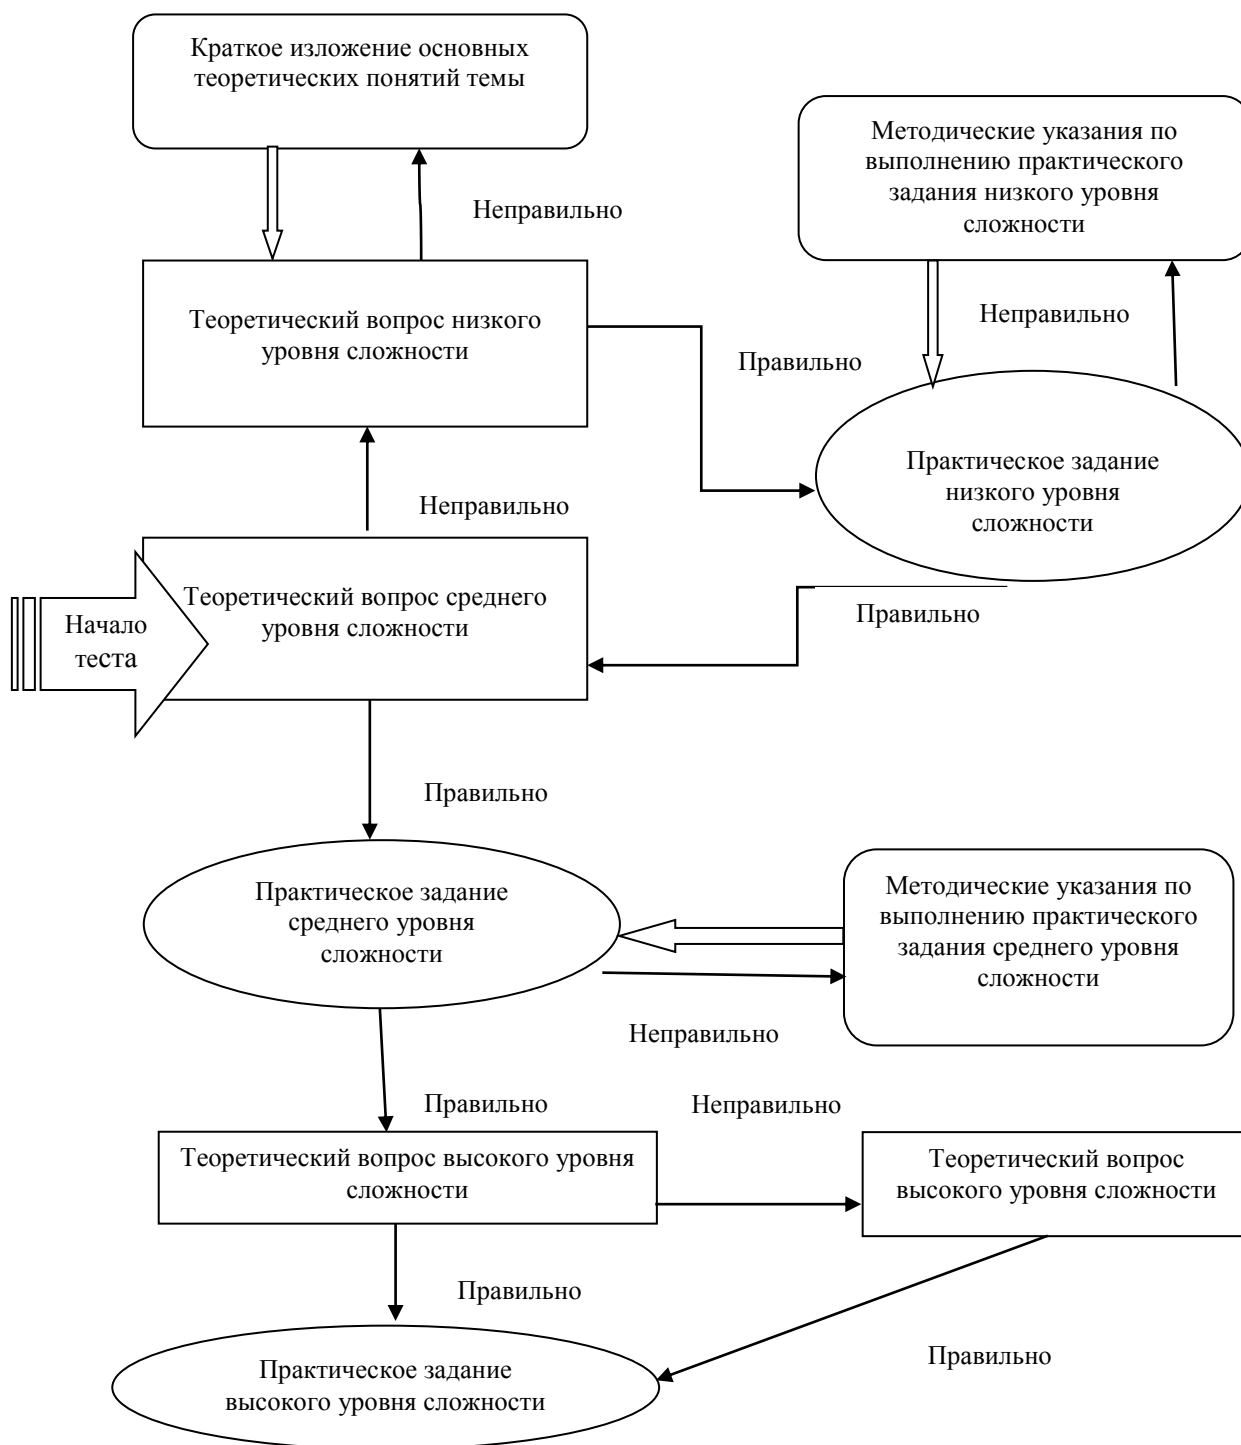 Краткое изложение основных
теоретических понятий темы
Методические указания по
выполнению практического
задания низкого уровня
сложности
Неправильно
Неправильно
Теоретический вопрос низкого
уровня сложности
Правильно
Практическое задание
низкого уровня
сложности
Неправильно
Теоретический вопрос среднего
уровня сложности
Начало
теста
Правильно
Правильно
Практическое задание
среднего уровня
сложности
Методические указания по
выполнению практического
задания среднего уровня
сложности
Неправильно
Правильно
Неправильно
Теоретический вопрос высокого уровня
сложности
Теоретический вопрос
высокого уровня сложности
Правильно
Правильно
Практическое задание
высокого уровня сложности